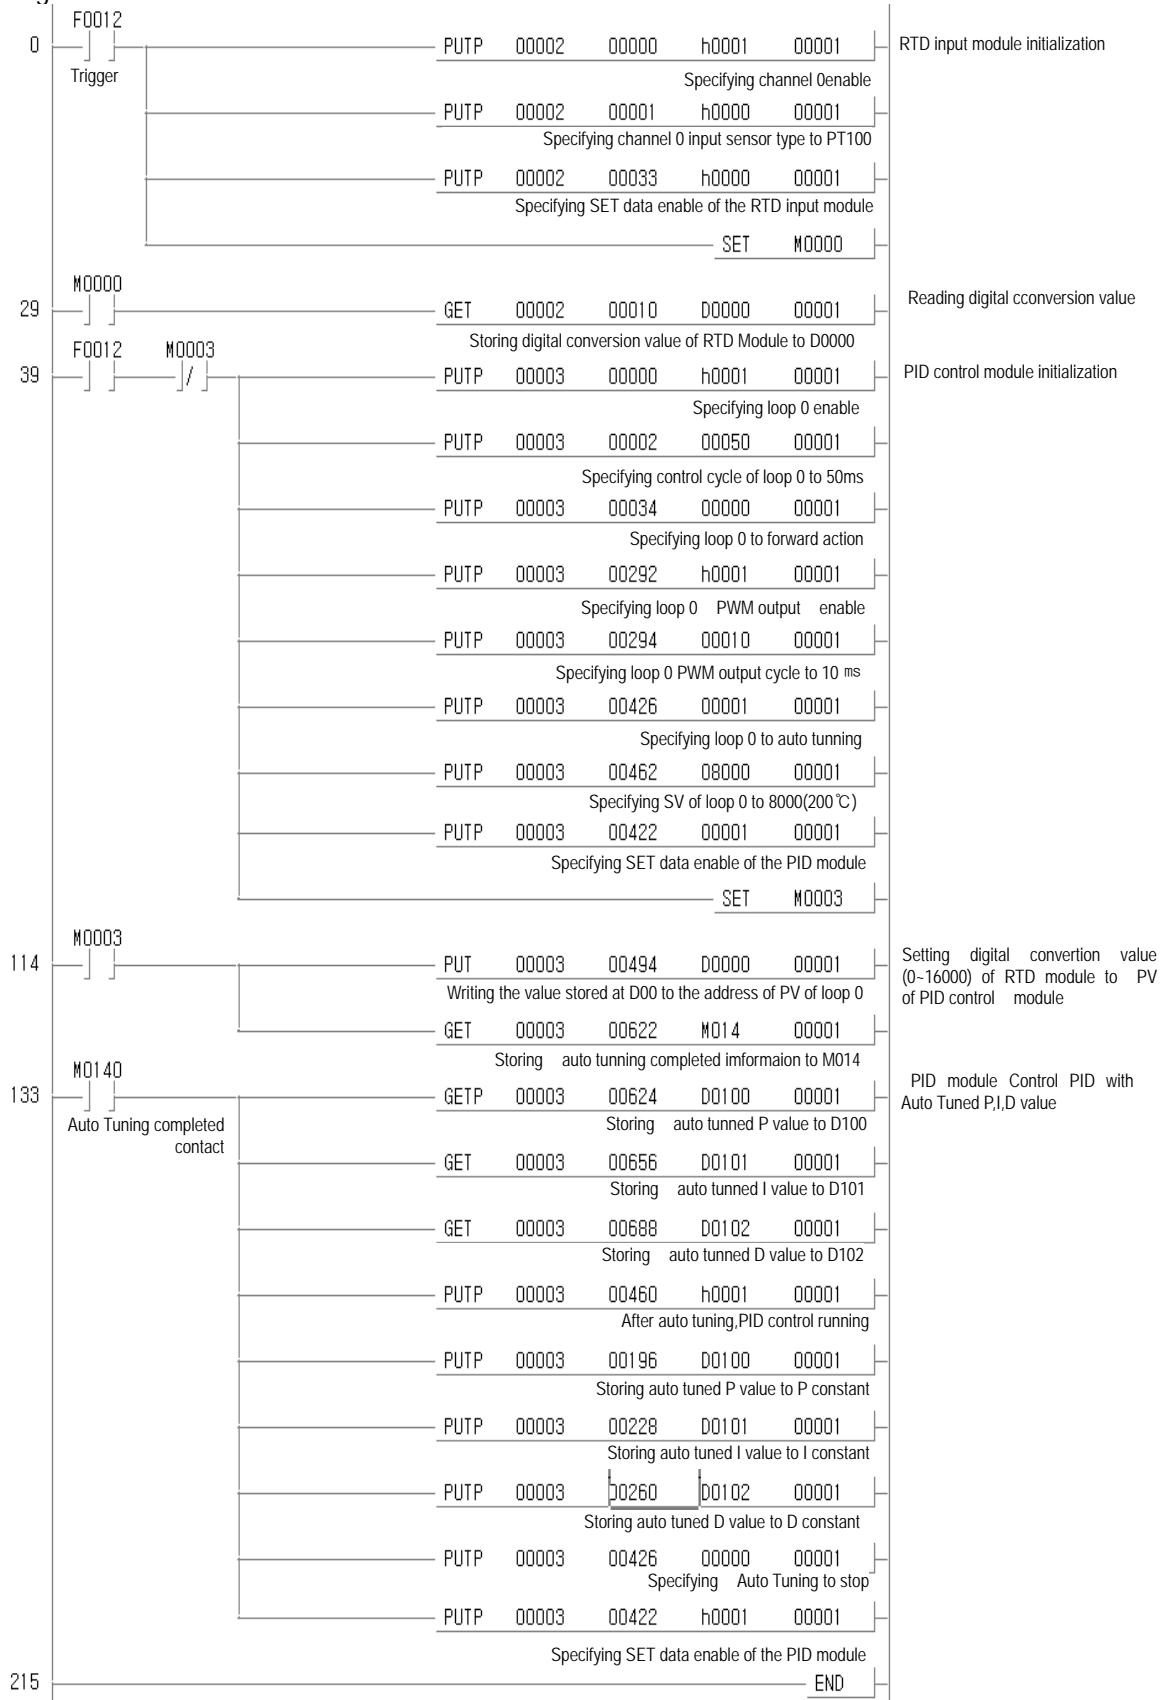 F0012
0 PUTP 00002 00000 h0001 00001 RTD input module initialization
Trigger Specifying channel 0enable
PUTP 00002 00001 h0000 00001
Specifying channel 0 input sensor type to PT100
PUTP 00002 00033 h0000 00001
Specifying SET data enable of the RTD input module
SET M0000
M0000
29 GET 00002 00010 D0000 00001 Reading digital cconversion value
Storing digital conversion value of RTD Module to D0000
F0012 M0003
39 PUTP 00003 00000 h0001 00001 PID control module initialization
Specifying loop 0 enable
PUTP 00003 00002 00050 00001
Specifying control cycle of loop 0 to 50ms
PUTP 00003 00034 00000 00001
Specifying loop 0 to forward action
PUTP 00003 00292 h0001 00001
Specifying loop 0 PWM output enable
PUTP 00003 00294 00010 00001
Specifying loop 0 PWM output cycle to 10 ms
PUTP 00003 00426 00001 00001
Specifying loop 0 to auto tunning
PUTP 00003 00462 08000 00001
Specifying SV of loop 0 to 8000(200℃)
PUTP 00003 00422 00001 00001
Specifying SET data enable of the PID module
SET M0003
M0003
114 PUT 00003 00494 D0000 00001 Setting digital convertion value
(0~16000) of RTD module to PV
Writing the value stored at D00 to the address of PV of loop 0 of PID control module
GET 00003 00622 M014 00001
Storing auto tunning completed imformaion to M014
M0140
133 GETP 00003 00624 D0100 00001 PID module Control PID with
Auto Tuned P,I,D value
Auto Tuning completed Storing auto tunned P value to D100
contact
GET 00003 00656 D0101 00001
Storing auto tunned I value to D101
GET 00003 00688 D0102 00001
Storing auto tunned D value to D102
PUTP 00003 00460 h0001 00001
After auto tuning,PID control running
PUTP 00003 00196 D0100 00001
Storing auto tuned P value to P constant
PUTP 00003 00228 D0101 00001
Storing auto tuned I value to I constant
PUTP 00003 00260 D0102 00001
Storing auto tuned D value to D constant
PUTP 00003 00426 00000 00001
Specifying Auto Tuning to stop
PUTP 00003 00422 h0001 00001
Specifying SET data enable of the PID module
215 END